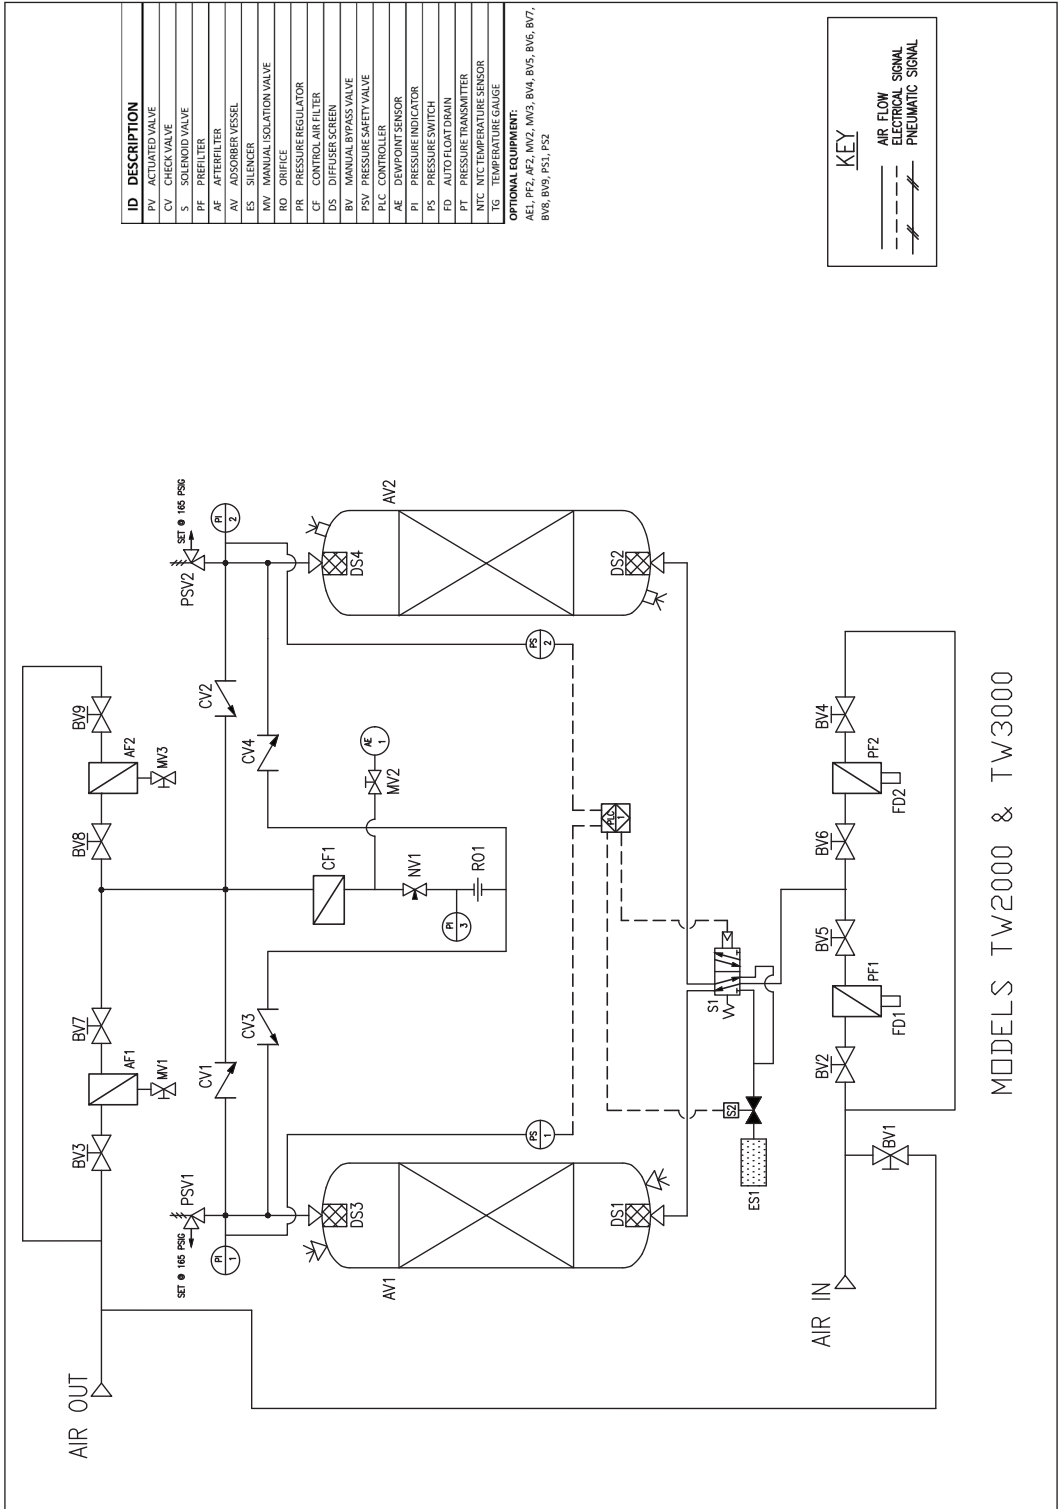 AIR OUT
BV3
AF1
MV1
BV7
BV8
AF2
MV3
BV9
PSV1
SET @ 165 PSIG
PI
1
CV1
CV2
PSV2
SET @ 165 PSIG
PI
2
CV3
CV4
CF1
NV1
PI
3
RO1
MV2
AE
1
AV1
DS3
DS1
PS
1
PS
2
AV2
DS4
DS2
PLC
1
S1
S2
ES1
AIR IN
BV1
BV2
PF1
FD1
BV5
BV6
PF2
FD2
BV4
MODELS TW2000 & TW3000
ID DESCRIPTION
PV ACTUATED VALVE
CV CHECK VALVE
S SOLENOID VALVE
PF PREFILTER
AF AFTERFILTER
AV ADSORBER VESSEL
ES SILENCER
MV MANUAL ISOLATION VALVE
RO ORIFICE
PR PRESSURE REGULATOR
CF CONTROL AIR FILTER
DS DIFFUSER SCREEN
BV MANUAL BYPASS VALVE
PSV PRESSURE SAFETY VALVE
PLC CONTROLLER
AE DEWPOINT SENSOR
PI PRESSURE INDICATOR
PS PRESSURE SWITCH
FD AUTO FLOAT DRAIN
PT PRESSURE TRANSMITTER
NTC NTC TEMPERATURE SENSOR
TG TEMPERATURE GAUGE
OPTIONAL EQUIPMENT:
AE1, PF2, AF2, MV2, MV3, BV4, BV5, BV6, BV7,
BV8, BV9, PS1, PS2
KEY
AIR FLOW
ELECTRICAL SIGNAL
PNEUMATIC SIGNAL